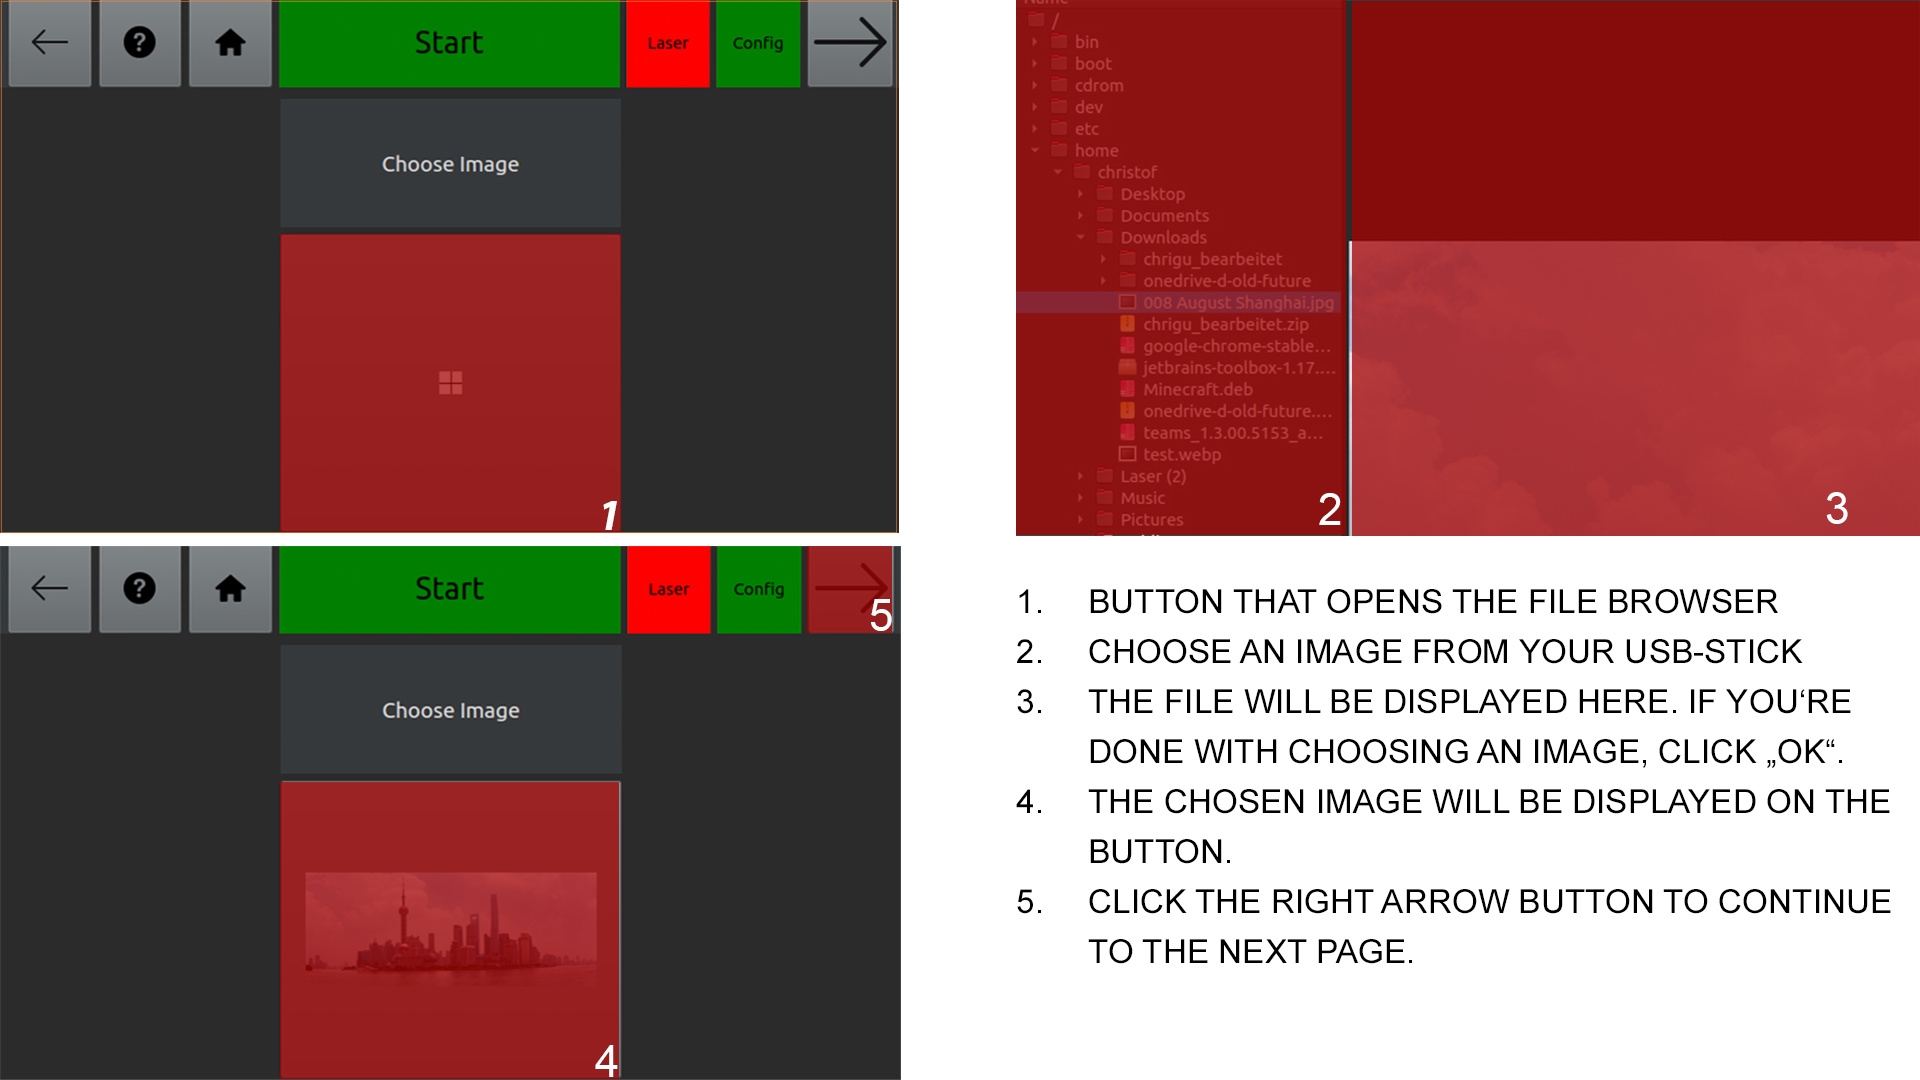 Start
Laser
Config
Choose Image
1
/
bin
boot
cdrom
dev
etc
home
christof
Desktop
Documents
Downloads
chrigu_bearbeitet
onedrive-d-old-future
008 August Shanghai.jpg
chrigu_bearbeitet.zip
google-chrome-stable...
jetbrains-toolbox-1.17....
Minecraft.deb
onedrive-d-old-future....
teams_1.3.00.5153_a...
test.webp
Laser (2)
Music
Pictures
2
3
Start
Laser
Config
5
Choose Image
4
1. BUTTON THAT OPENS THE FILE BROWSER
2. CHOOSE AN IMAGE FROM YOUR USB-STICK
3. THE FILE WILL BE DISPLAYED HERE. IF YOU‘RE
DONE WITH CHOOSING AN IMAGE, CLICK „OK“.
4. THE CHOSEN IMAGE WILL BE DISPLAYED ON THE
BUTTON.
5. CLICK THE RIGHT ARROW BUTTON TO CONTINUE
TO THE NEXT PAGE.